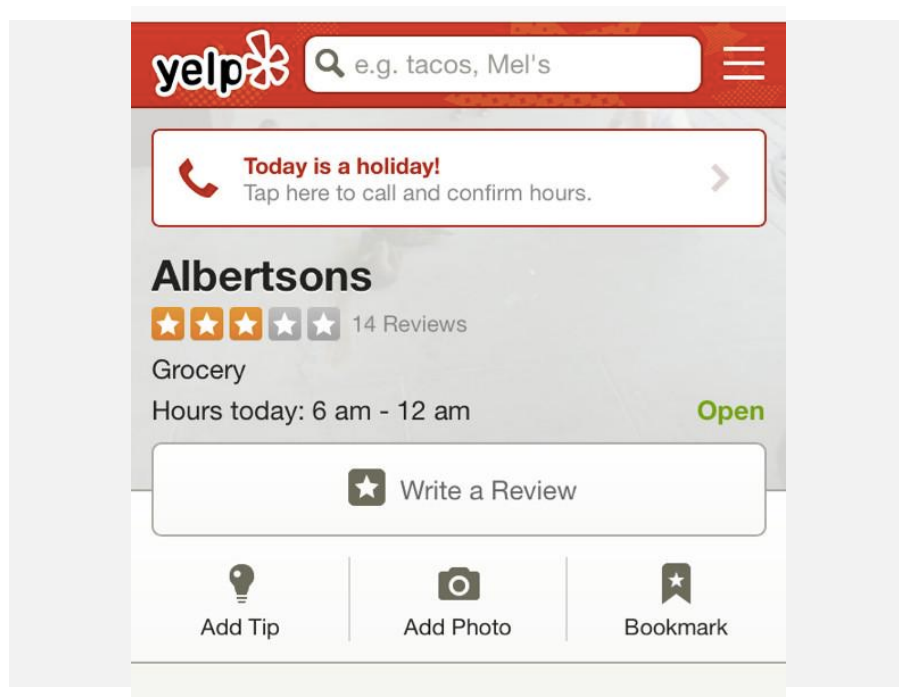 yelp
e.g. tacos, Mel's
Today is a holiday!
Tap here to call and confirm hours.
Albertsons
14 Reviews
Grocery
Hours today: 6 am - 12 am
Open
Write a Review
Add Tip
Add Photo
Bookmark